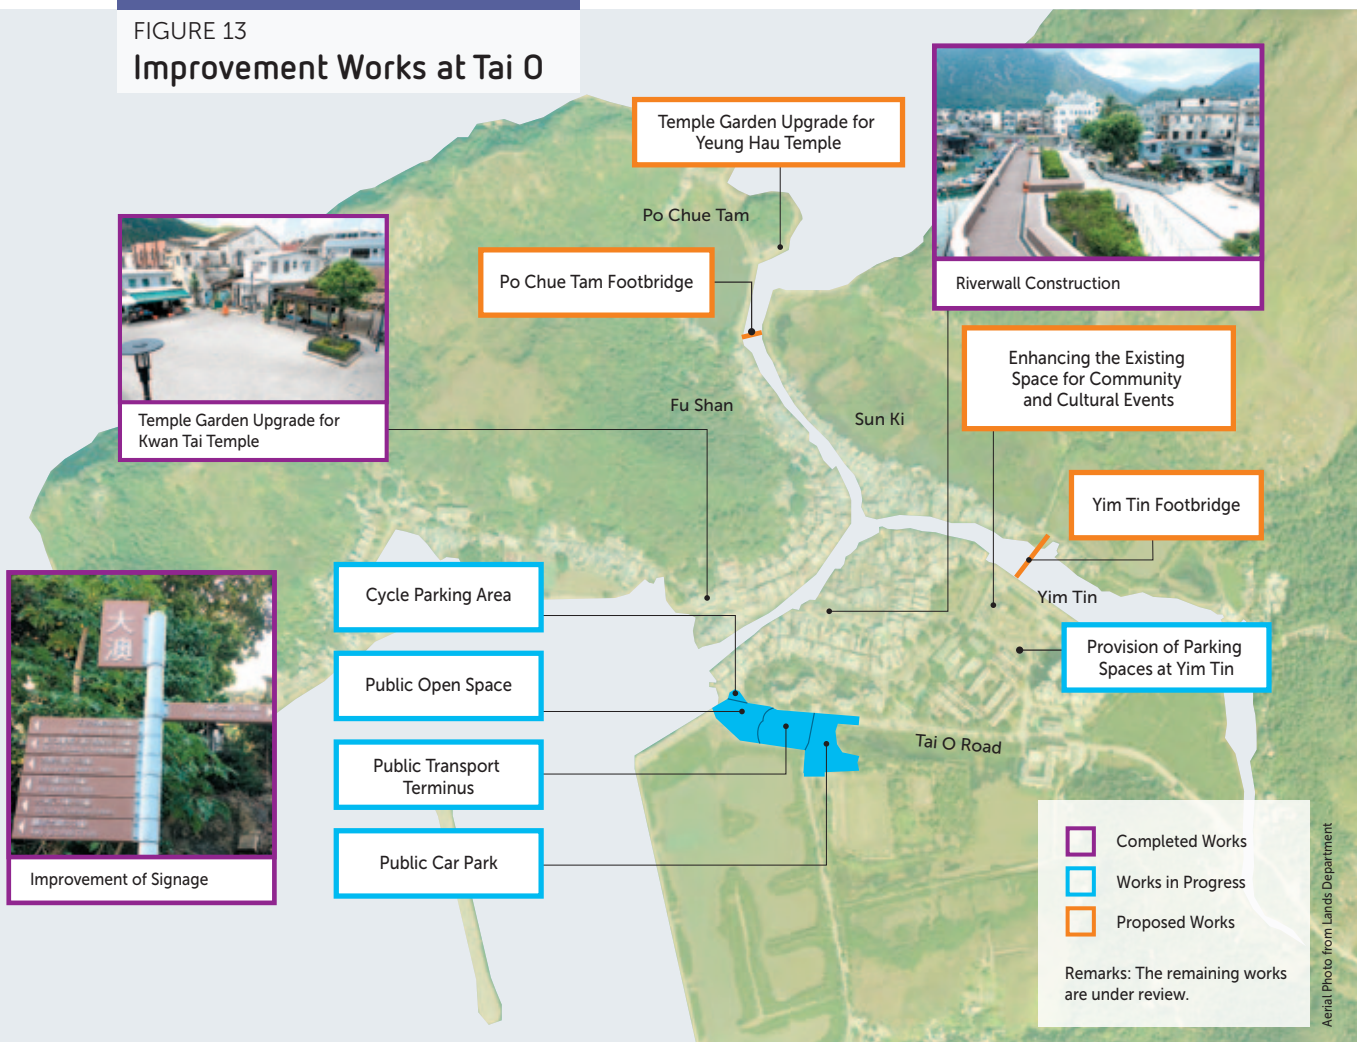 FIGURE 13
Improvement Works at Tai O
Temple Garden Upgrade for
Yeung Hau Temple
Po Chue Tam
Po Chue Tam Footbridge
Riverwall Construction
Temple Garden Upgrade for
Kwan Tai Temple
Fu Shan
Sun Ki
Enhancing the Existing
Space for Community
and Cultural Events
Yim Tin Footbridge
Yim Tin
Provision of Parking
Spaces at Yim Tin
Cycle Parking Area
Public Open Space
Public Transport
Terminus
Public Car Park
Tai O Road
大
澳
Improvement of Signage
Completed Works
Works in Progress
Proposed Works
Remarks: The remaining works
are under review.
Aerial Photo from Lands Department